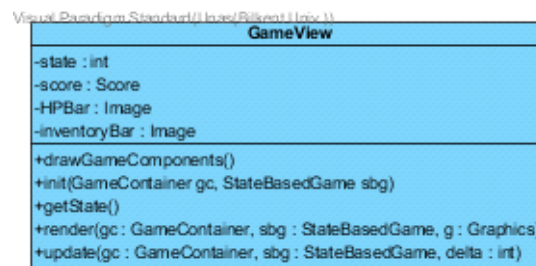 Visual Paradigm Standard(Unas(Bilkent Univ.))
GameView
-state : int
-score : Score
-HPBar : Image
-inventoryBar : Image
+drawGameComponents()
+init(GameContainer gc, StateBasedGame sbg)
+getState()
+render(gc : GameContainer, sbg : StateBasedGame, g : Graphics)
+update(gc : GameContainer, sbg : StateBasedGame, delta : int)